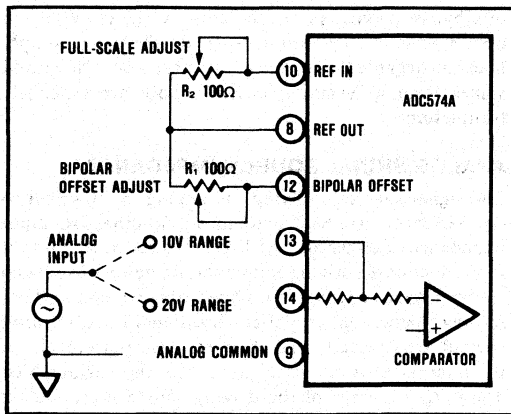 FULL-SCALE ADJUST
R₂ 100Ω
10 REF IN
ADC574A
8 REF OUT
R₁ 100Ω
BIPOLAR
OFFSET ADJUST
12 BIPOLAR OFFSET
ANALOG
INPUT
10V RANGE
13
20V RANGE
14
−
+
ANALOG COMMON 9
COMPARATOR